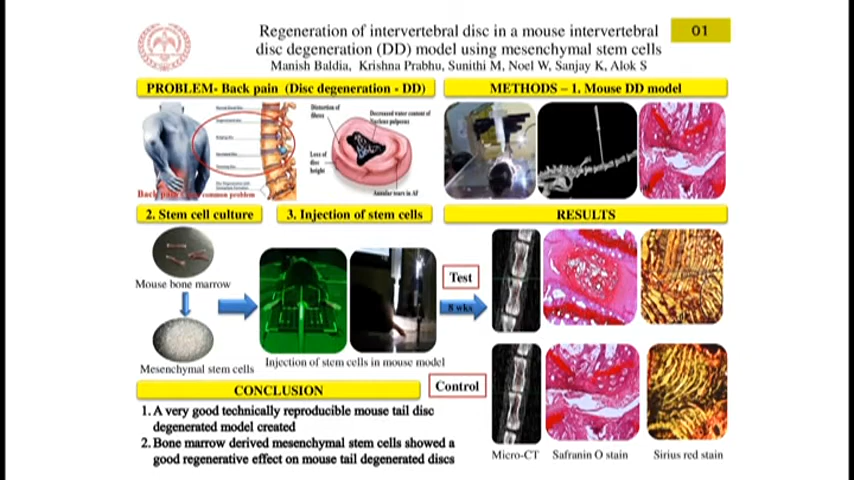 Regeneration of intervertebral disc in a mouse intervertebral
disc degeneration (DD) model using mesenchymal stem cells
Manish Baldia, Krishna Prabhu, Sunithi M, Noel W, Sanjay K, Alok S
01
PROBLEM- Back pain (Disc degeneration - DD)
Distortion of
fibres
Decreased water content of
Nucleus pulposus
Loss of
disc
height
Annular tears in AF
Back pain
common problem
METHODS – 1. Mouse DD model
2. Stem cell culture
Mouse bone marrow
Mesenchymal stem cells
3. Injection of stem cells
Injection of stem cells in mouse model
RESULTS
Test
8 wks
Control
Micro-CT
Safranin O stain
Sirius red stain
CONCLUSION
1. A very good technically reproducible mouse tail disc
degenerated model created
2. Bone marrow derived mesenchymal stem cells showed a
good regenerative effect on mouse tail degenerated discs